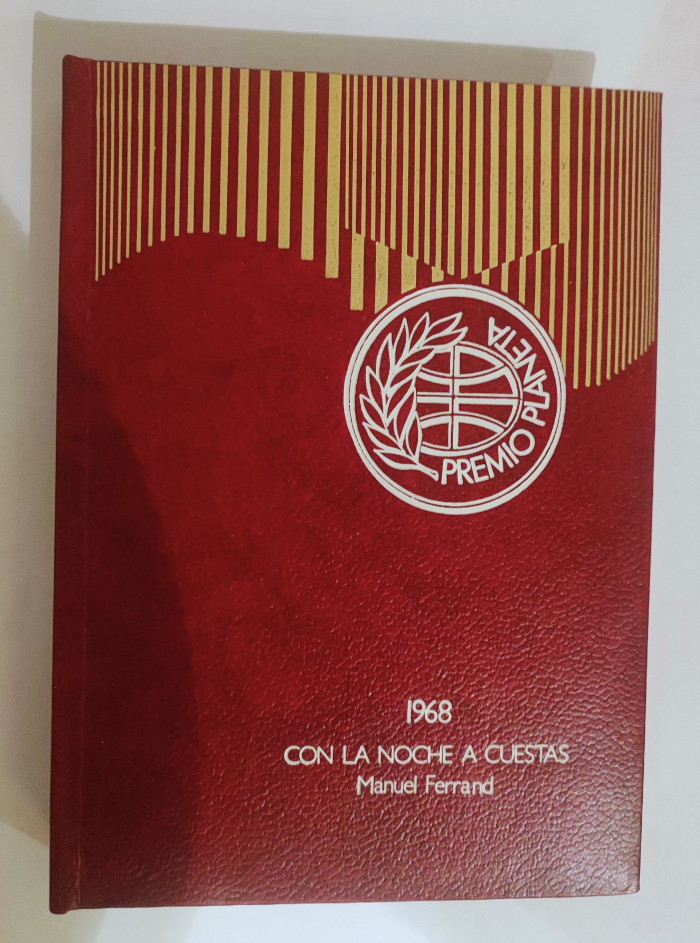 PREMIO PLANETA
1968
CON LA NOCHE A CUESTAS
Manuel Ferrand